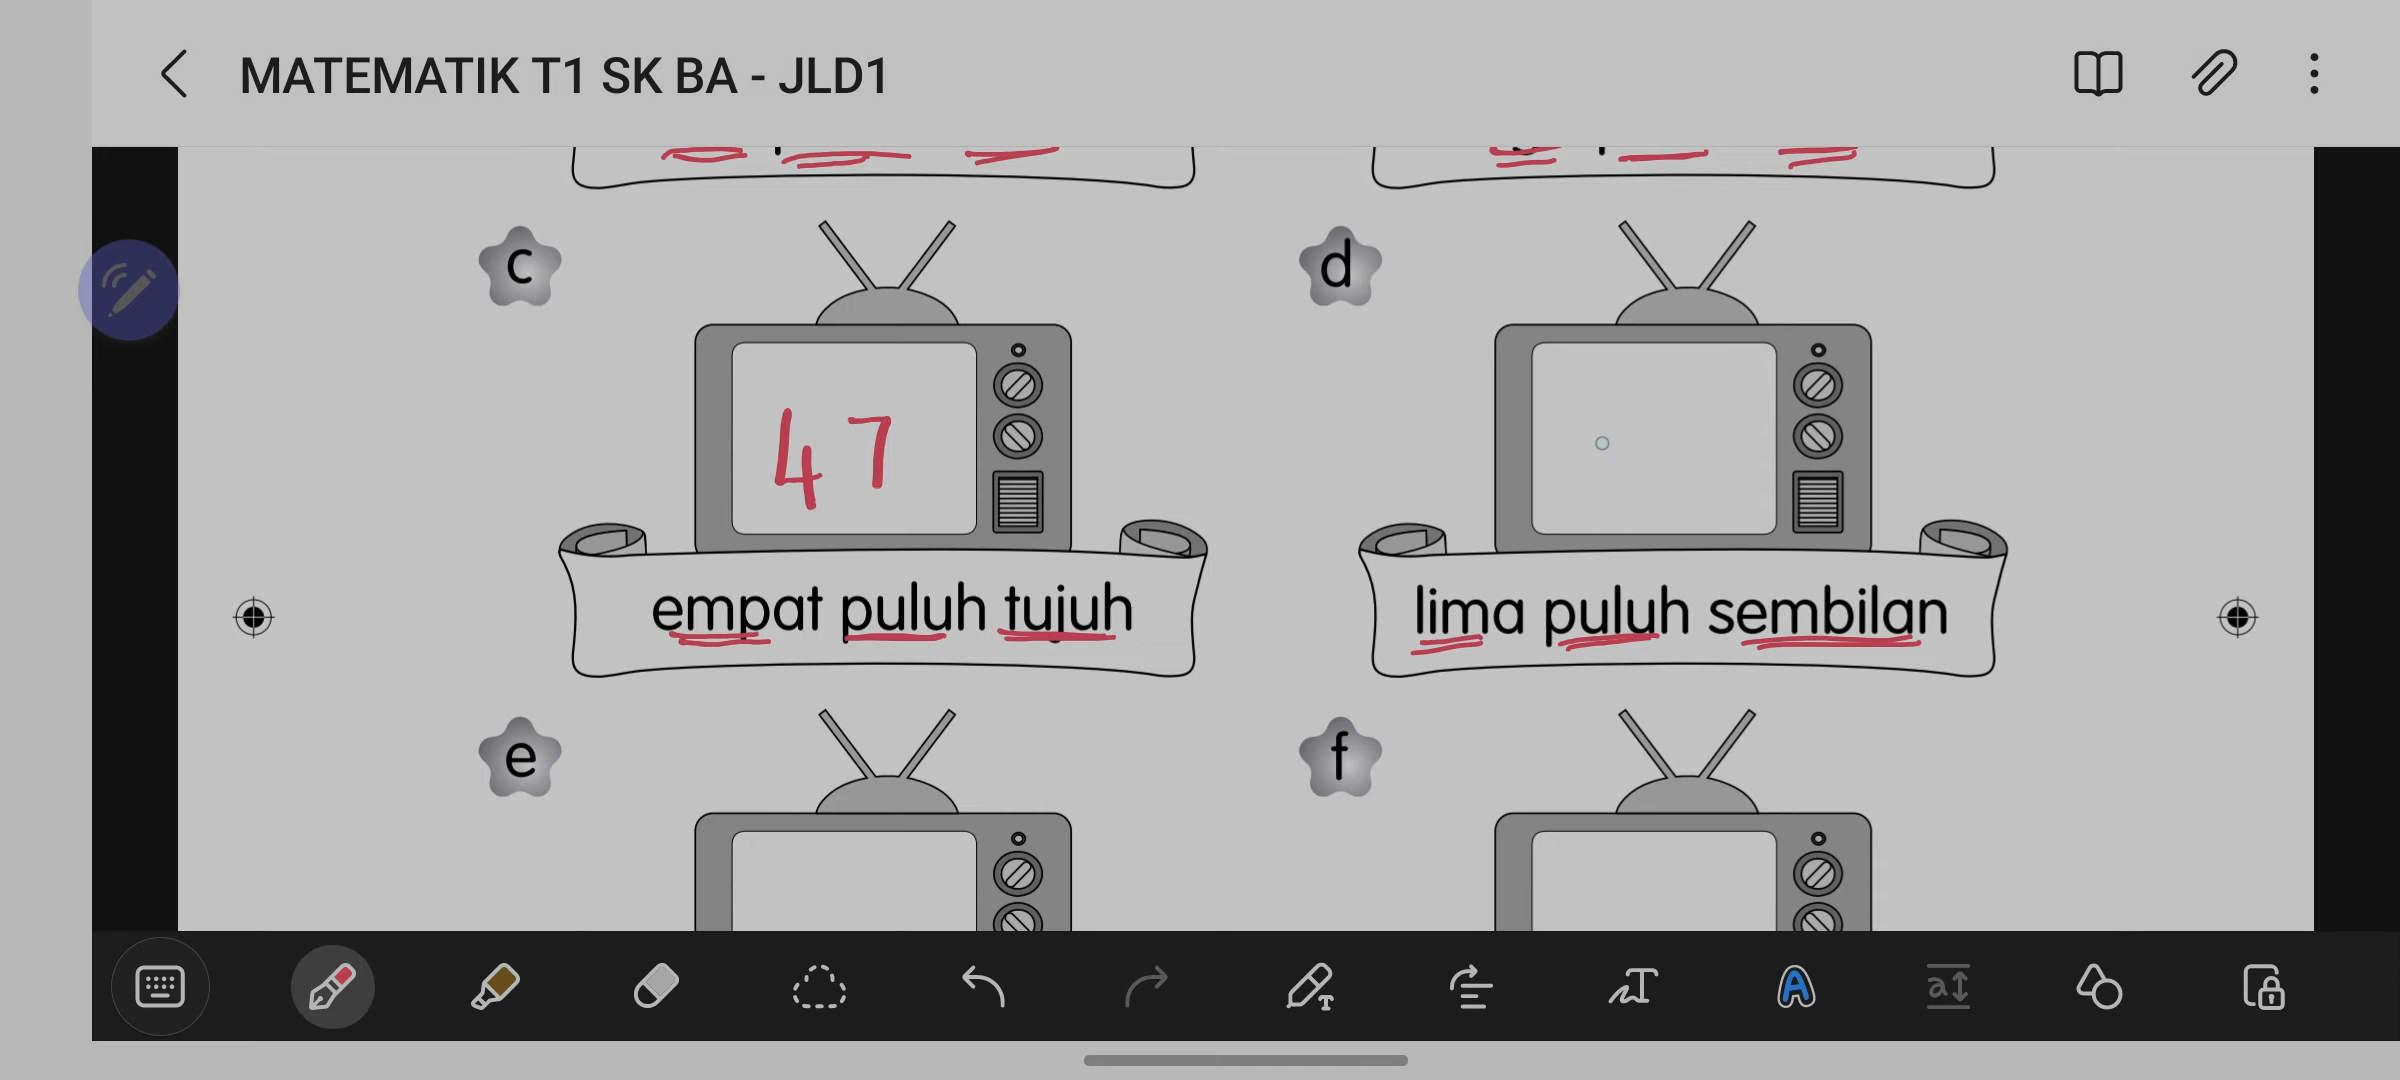 MATEMATIK T1 SK BA - JLD1
c
d
47
empat puluh tujuh
lima puluh sembilan
e
f